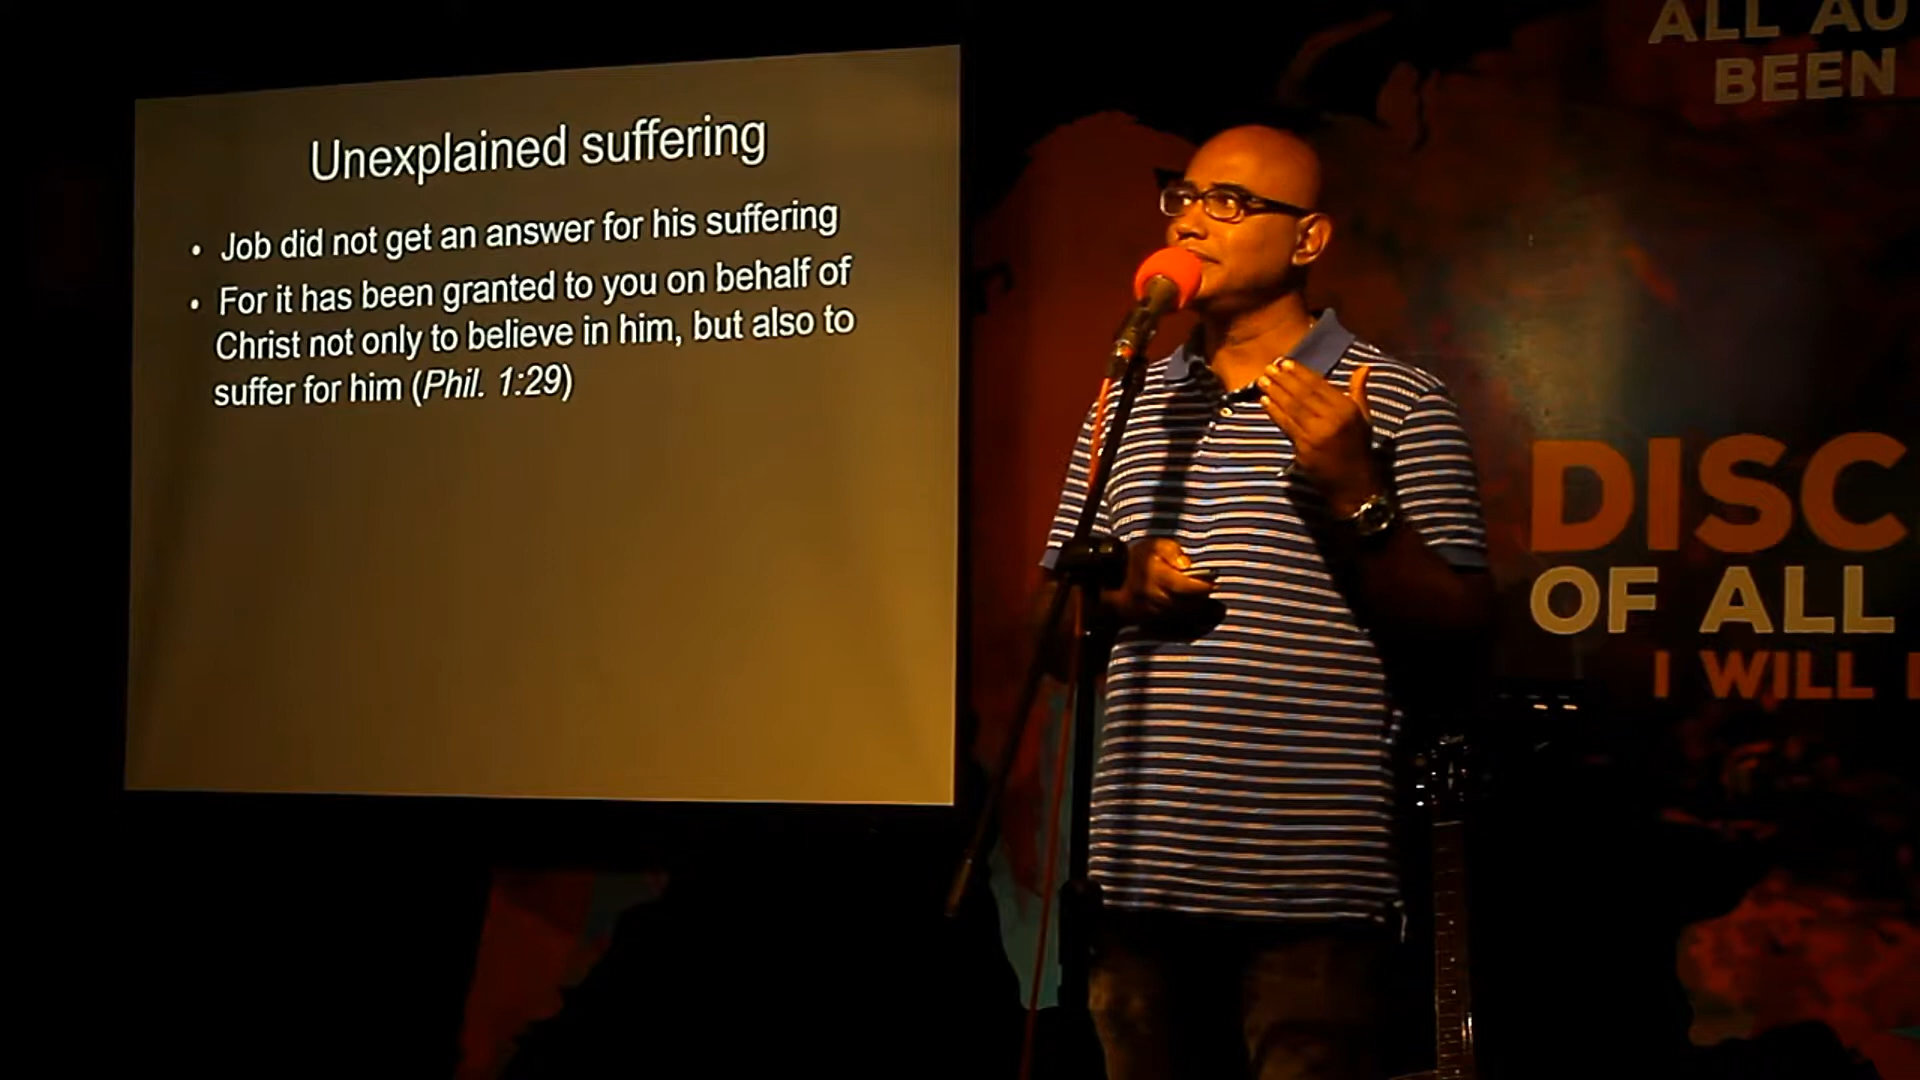 Unexplained suffering
• Job did not get an answer for his suffering
• For it has been granted to you on behalf of
Christ not only to believe in him, but also to
suffer for him (Phil. 1:29)
ALL AU
BEEN
DISC
OF ALL
I WILL